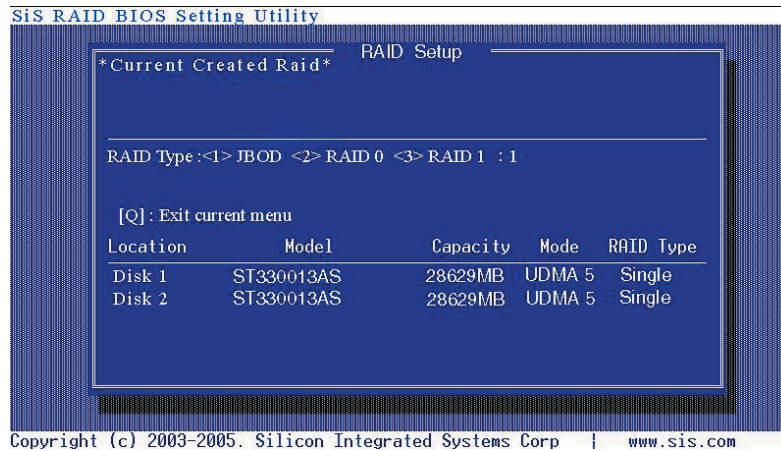 SiS RAID BIOS Setting Utility
RAID Setup
*Current Created Raid*
RAID Type :<1> JBOD <2> RAID 0 <3> RAID 1 : 1
[Q] : Exit current menu
Location Model Capacity Mode RAID Type
Disk 1 ST330013AS 28629MB UDMA 5 Single
Disk 2 ST330013AS 28629MB UDMA 5 Single
Copyright (c) 2003-2005. Silicon Integrated Systems Corp | www.sis.com